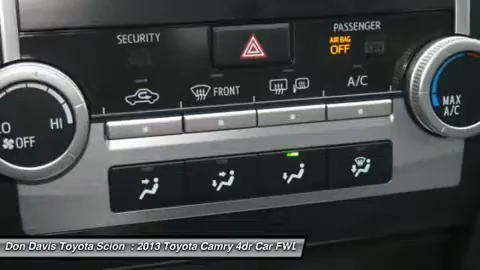 SECURITY
PASSENGER
AIR BAG
OFF
FRONT
A/C
LO
HI
OFF
MAX
A/C
Don Davis Toyota Scion : 2013 Toyota Camry 4dr Car FWL